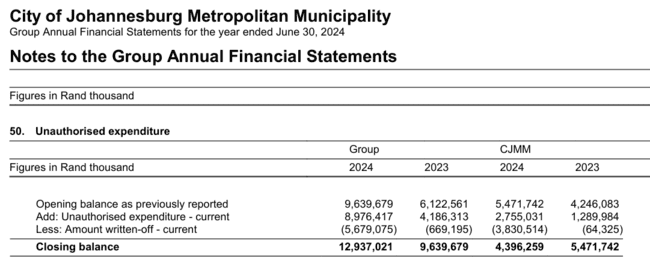 City of Johannesburg Metropolitan Municipality
Group Annual Financial Statements for the year ended June 30, 2024
Notes to the Group Annual Financial Statements
Figures in Rand thousand
50. Unauthorised expenditure
Group CJMM
Figures in Rand thousand 2024 2023 2024 2023
Opening balance as previously reported 9,639,679 6,122,561 5,471,742 4,246,083
Add: Unauthorised expenditure - current 8,976,417 4,186,313 2,755,031 1,289,984
Less: Amount written-off - current (5,679,075) (669,195) (3,830,514) (64,325)
Closing balance 12,937,021 9,639,679 4,396,259 5,471,742